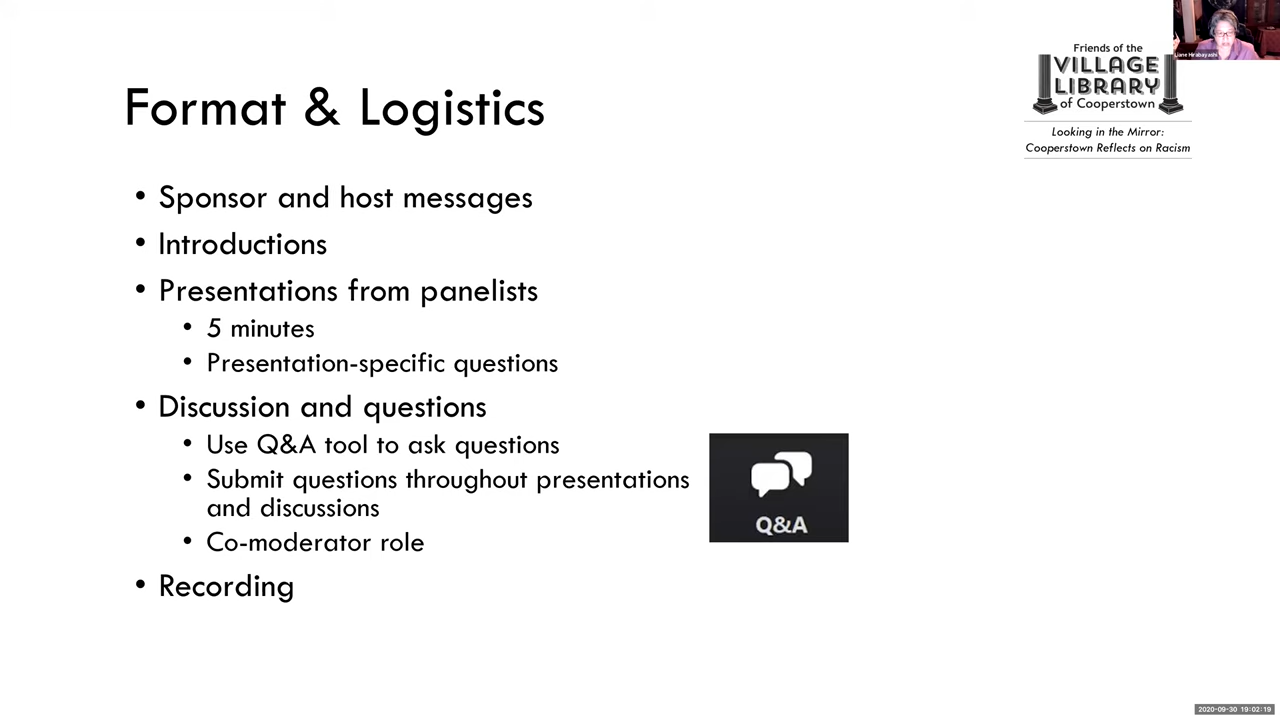 Format & Logistics
Friends of the
VILLAGE
LIBRARY
of Cooperstown
Looking in the Mirror:
Cooperstown Reflects on Racism
Jane Hirabayashi
• Sponsor and host messages
• Introductions
• Presentations from panelists
• 5 minutes
• Presentation-specific questions
• Discussion and questions
• Use Q&A tool to ask questions
• Submit questions throughout presentations
and discussions
• Co-moderator role
Q&A
• Recording
2020-09-30 19:02:19